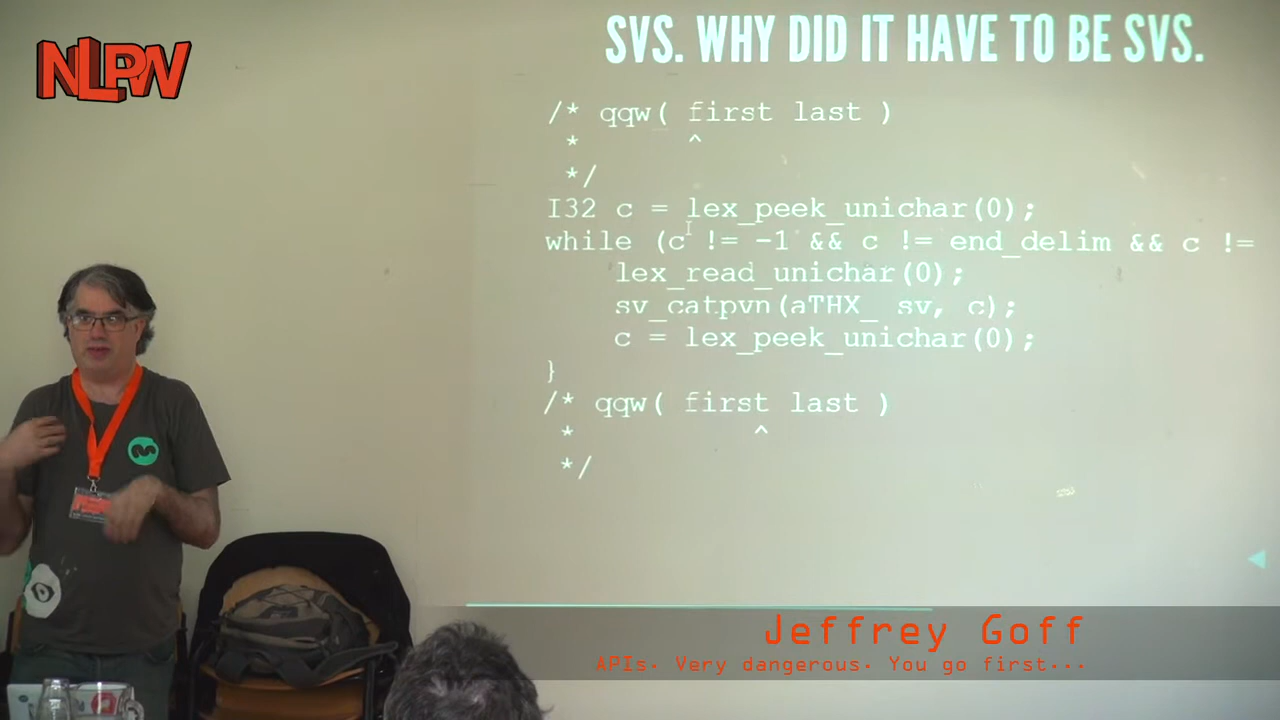 NLPW
SVS. WHY DID IT HAVE TO BE SVS.
/* qqw( first last )
* ^
*/
I32 c = lex_peek_unichar(0);
while (c != -1 && c != end_delim && c !=
lex_read_unichar(0);
sv_catpvn(aTHX_ sv, c);
c = lex_peek_unichar(0);
}
/* qqw( first last )
* ^
*/
Jeffrey Goff
APIs. Very dangerous. You go first...